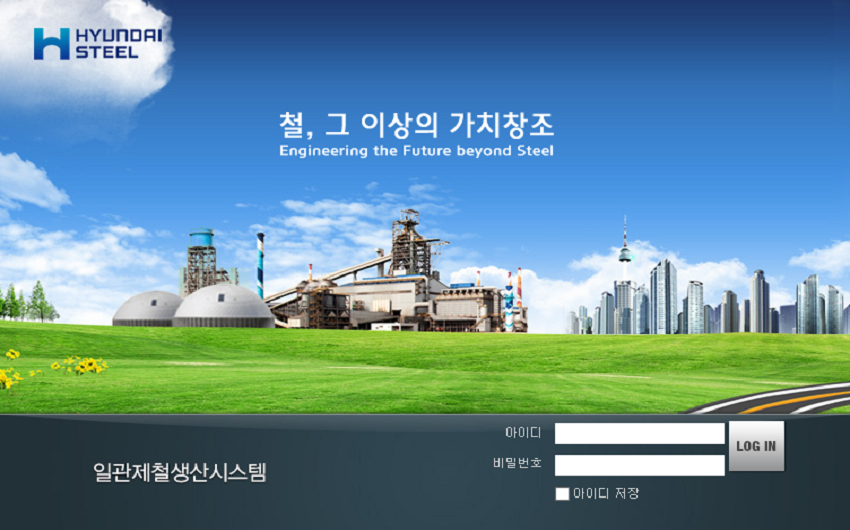 HYUNDAI
STEEL
철, 그 이상의 가치창조
Engineering the Future beyond Steel
아이디
LOG IN
비밀번호
일관제철생산시스템
아이디 저장